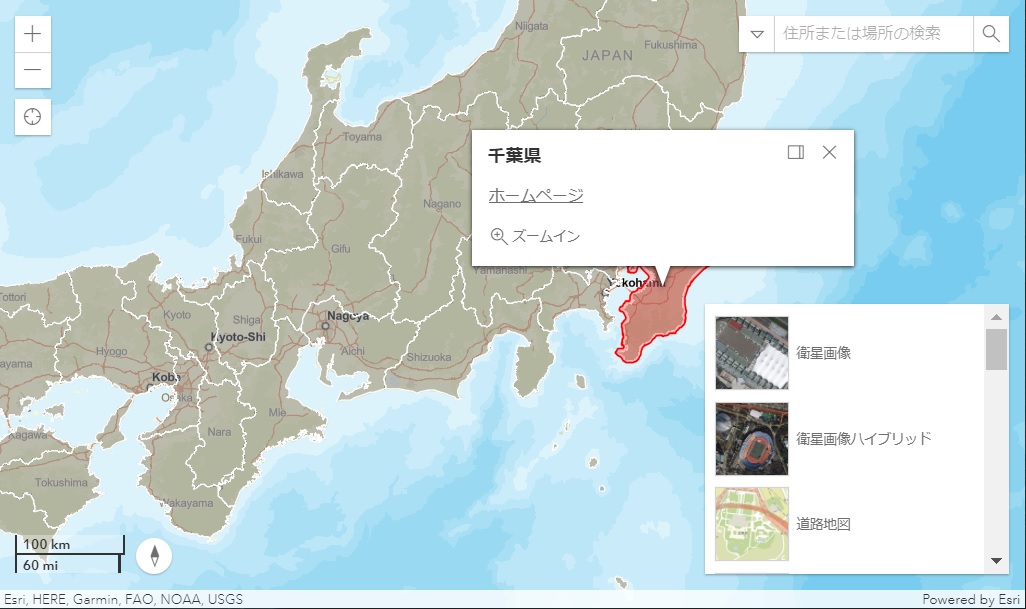 Niigata
JAPAN
Fukushima
住所または場所の検索
Toyama
Ishikawa
Nagano
Fukui
Gifu
千葉県
ホームページ
ズームイン
Yamanashi
Tottori
Kyoto
Shiga
Nagoya
Kyoto-Shi
Hyogo
Aichi
Shizuoka
Kobe
Osaka
Mie
Nara
Kagawa
Tokushima
Wakayama
衛星画像
衛星画像ハイブリッド
道路地図
100 km
60 mi
Esri, HERE, Garmin, FAO, NOAA, USGS
Powered by Esri